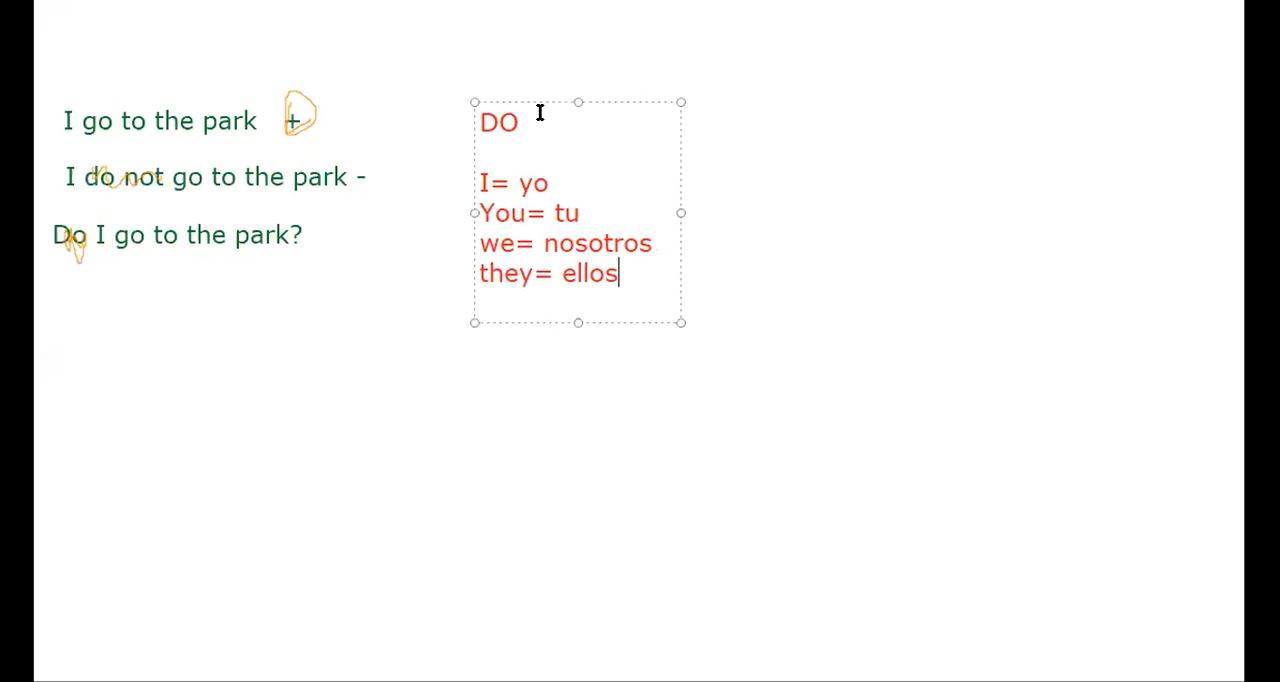 I go to the park +
I do not go to the park -
Do I go to the park?
DO
I= yo
You= tu
we= nosotros
they= ellos